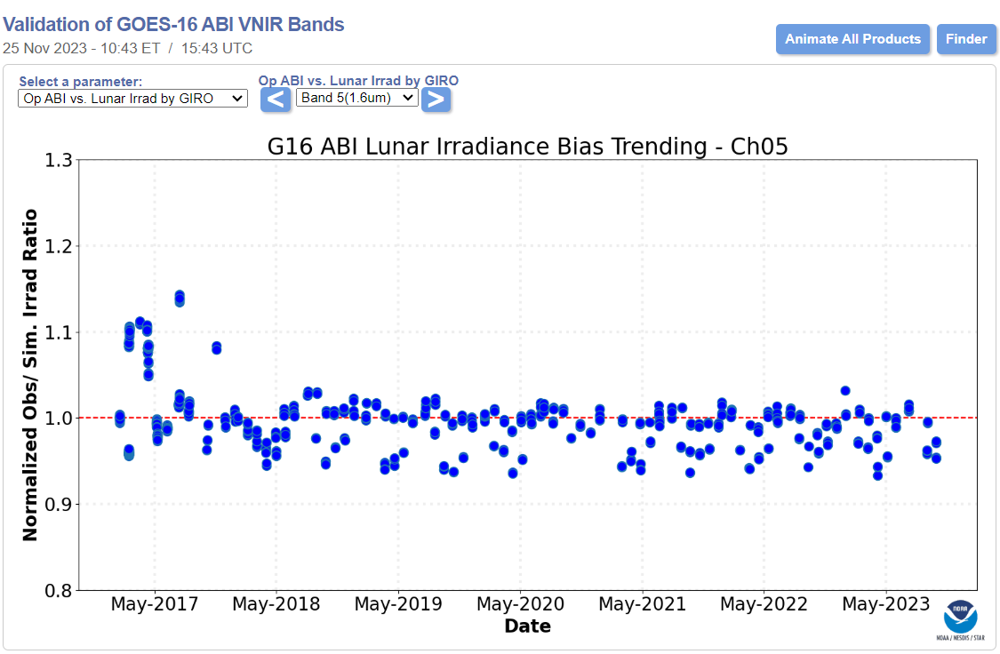 Validation of GOES-16 ABI VNIR Bands
25 Nov 2023 - 10:43 ET / 15:43 UTC
Animate All Products
Finder
Select a parameter:
Op ABI vs. Lunar Irrad by GIRO
Op ABI vs. Lunar Irrad by GIRO
<
Band 5(1.6um)
>
G16 ABI Lunar Irradiance Bias Trending - Ch05
Normalized Obs/ Sim. Irrad Ratio
1.3
1.2
1.1
1.0
0.9
0.8
May-2017 May-2018 May-2019 May-2020 May-2021 May-2022 May-2023
Date
NOAA
NOAA / NESDIS / STAR